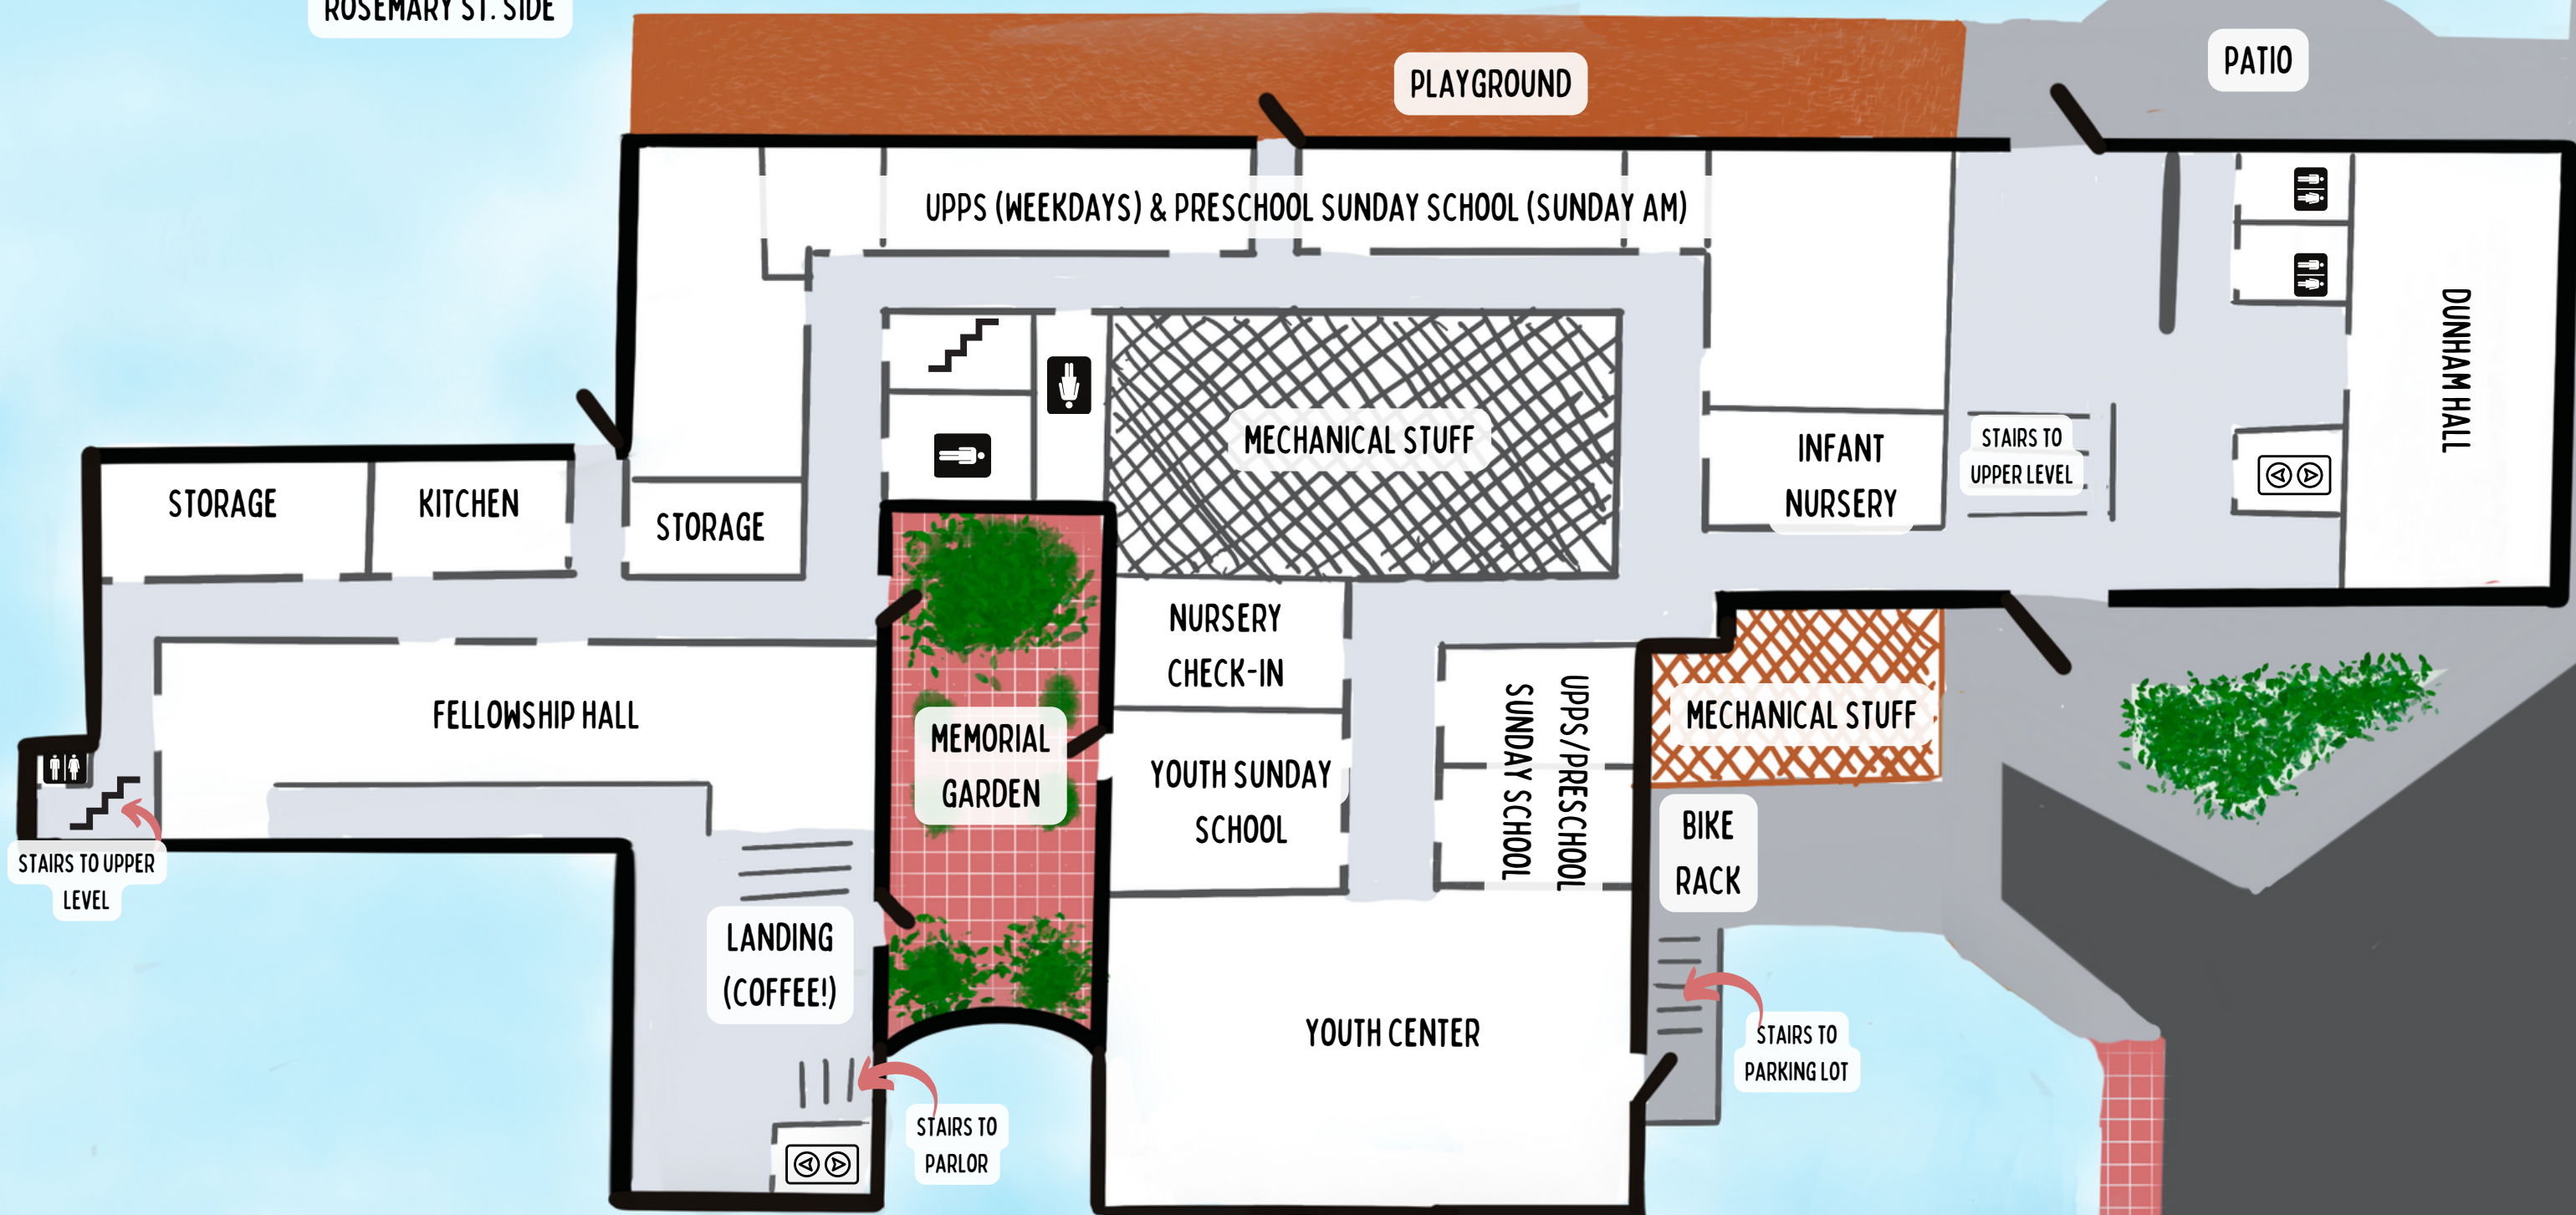 ROSEMARY ST. SIDE
PLAYGROUND
PATIO
UPPS (WEEKDAYS) & PRESCHOOL SUNDAY SCHOOL (SUNDAY AM)
DUNHAM HALL
MECHANICAL STUFF
INFANT
NURSERY
STAIRS TO
UPPER LEVEL
STORAGE
KITCHEN
STORAGE
NURSERY
CHECK-IN
FELLOWSHIP HALL
MEMORIAL
GARDEN
YOUTH SUNDAY
SCHOOL
UPPS/PRESCHOOL
SUNDAY SCHOOL
MECHANICAL STUFF
BIKE
RACK
STAIRS TO UPPER
LEVEL
LANDING
(COFFEE!)
YOUTH CENTER
STAIRS TO
PARKING LOT
STAIRS TO
PARLOR